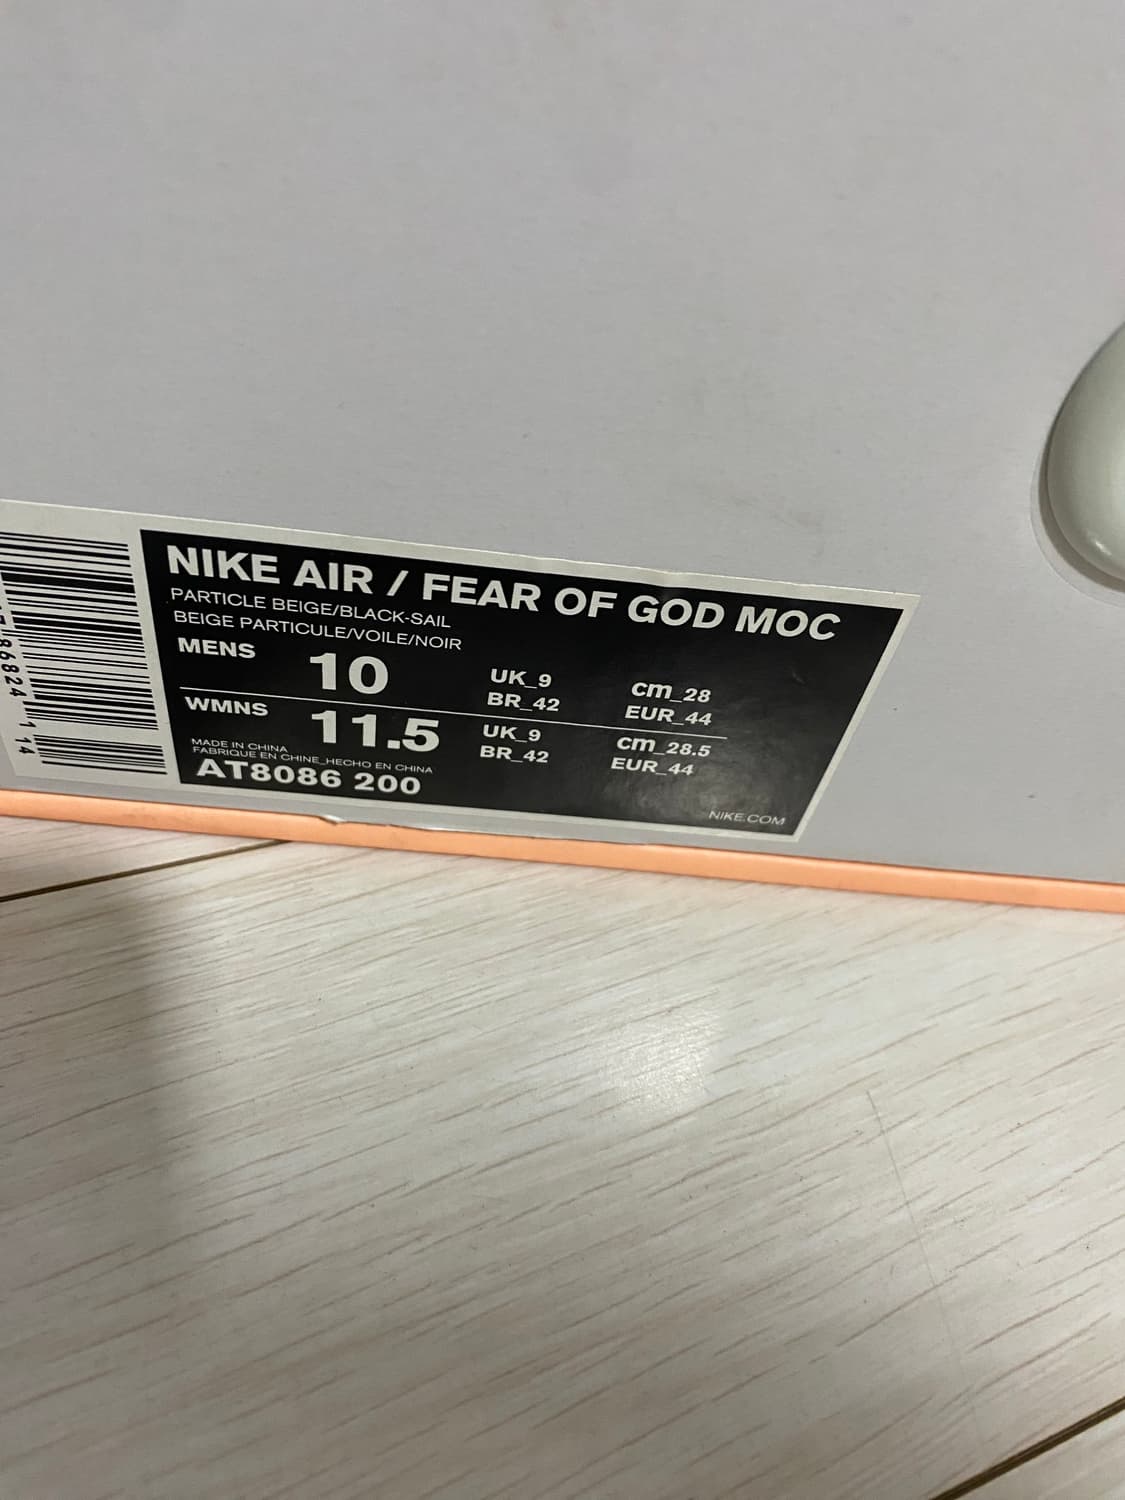 NIKE AIR / FEAR OF GOD MOC
PARTICLE BEIGE/BLACK-SAIL
BEIGE PARTICULE/VOILE/NOIR
MENS 10 UK_9 cm_28
BR_42 EUR_44
WMNS 11.5 UK_9 cm_28.5
BR_42 EUR_44
MADE IN CHINA
FABRIQUE EN CHINE_HECHO EN CHINA
AT8086 200
NIKE.COM
86824 114